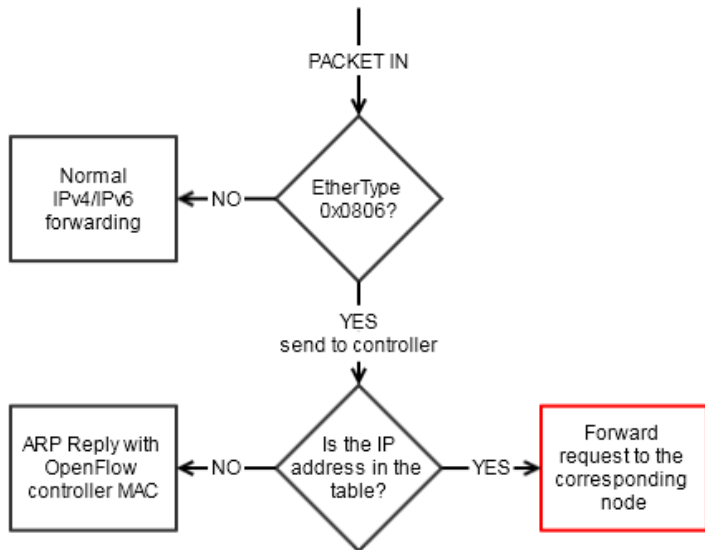 PACKET IN
EtherType
0x0806?
NO
Normal
IPv4/IPv6
forwarding
YES
send to controller
Is the IP
address in the
table?
NO
ARP Reply with
OpenFlow
controller MAC
YES
Forward
request to the
corresponding
node